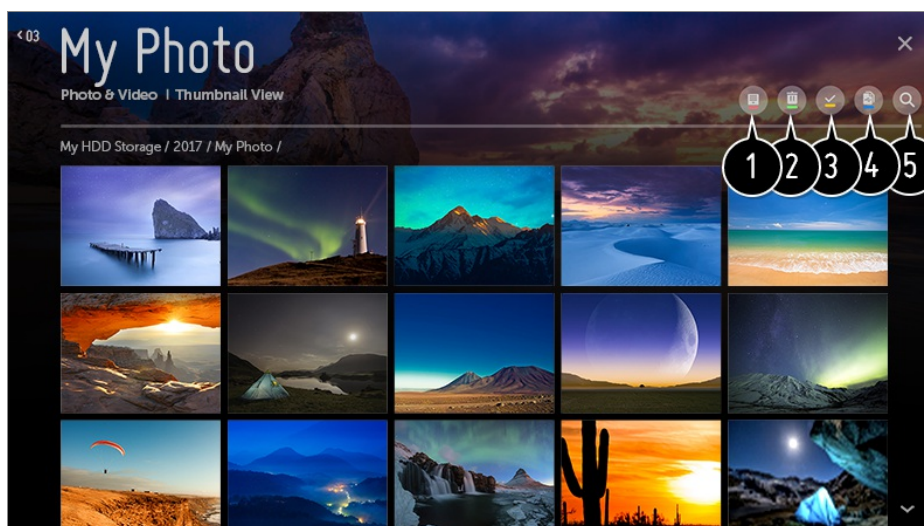 03
My Photo
Photo & Video | Thumbnail View
My HDD Storage / 2017 / My Photo /
1 2 3 4 5